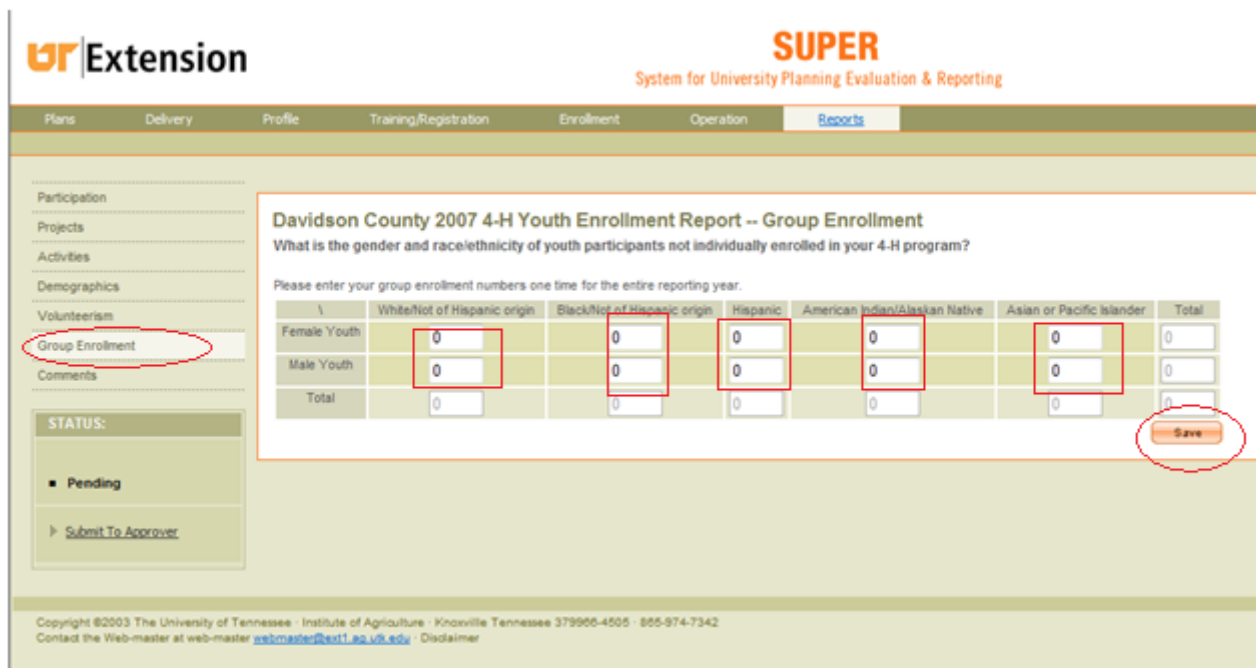 UT Extension
SUPER
System for University Planning Evaluation & Reporting
Plans Delivery Profile Training/Registration Enrollment Operation Reports
Participation
Projects
Activities
Demographics
Volunteerism
Group Enrollment
Comments
STATUS:
Pending
Submit To Approver
Davidson County 2007 4-H Youth Enrollment Report -- Group Enrollment
What is the gender and race/ethnicity of youth participants not individually enrolled in your 4-H program?
Please enter your group enrollment numbers one time for the entire reporting year.
\ White/Not of Hispanic origin Black/Not of Hispanic origin Hispanic American Indian/Alaskan Native Asian or Pacific Islander Total
Female Youth 0 0 0 0 0 0
Male Youth 0 0 0 0 0 0
Total 0 0 0 0 0 0
Save
Copyright ©2003 The University of Tennessee · Institute of Agriculture · Knoxville Tennessee 379966-4505 · 865-974-7342
Contact the Web-master at web-master webmaster@ext1.ag.utk.edu · Disclaimer